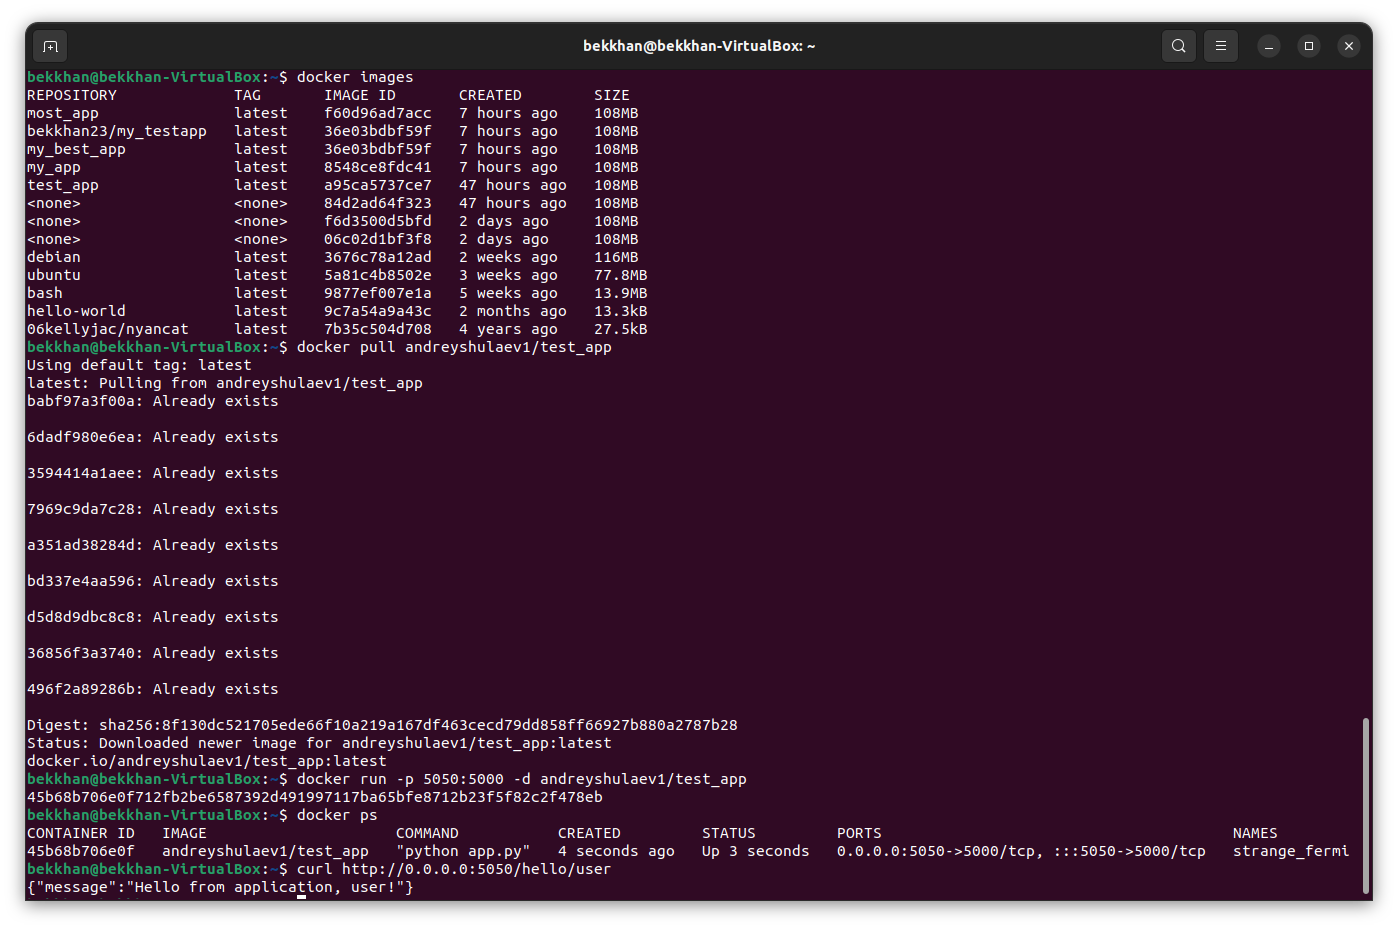 bekkhan@bekkhan-VirtualBox: ~
bekkhan@bekkhan-VirtualBox:~$ docker images
REPOSITORY TAG IMAGE ID CREATED SIZE
most_app latest f60d96ad7acc 7 hours ago 108MB
bekkhan23/my_testapp latest 36e03bdbf59f 7 hours ago 108MB
my_best_app latest 36e03bdbf59f 7 hours ago 108MB
my_app latest 8548ce8fdc41 7 hours ago 108MB
test_app latest a95ca5737ce7 47 hours ago 108MB
<none> <none> 84d2ad64f323 47 hours ago 108MB
<none> <none> f6d3500d5bfd 2 days ago 108MB
<none> <none> 06c02d1bf3f8 2 days ago 108MB
debian latest 3676c78a12ad 2 weeks ago 116MB
ubuntu latest 5a81c4b8502e 3 weeks ago 77.8MB
bash latest 9877ef007e1a 5 weeks ago 13.9MB
hello-world latest 9c7a54a9a43c 2 months ago 13.3kB
06kellyjac/nyancat latest 7b35c504d708 4 years ago 27.5kB
bekkhan@bekkhan-VirtualBox:~$ docker pull andreyshulaev1/test_app
Using default tag: latest
latest: Pulling from andreyshulaev1/test_app
babf97a3f00a: Already exists
6dadf980e6ea: Already exists
3594414a1aee: Already exists
7969c9da7c28: Already exists
a351ad38284d: Already exists
bd337e4aa596: Already exists
d5d8d9dbc8c8: Already exists
36856f3a3740: Already exists
496f2a89286b: Already exists
Digest: sha256:8f130dc521705ede66f10a219a167df463cecd79dd858ff66927b880a2787b28
Status: Downloaded newer image for andreyshulaev1/test_app:latest
docker.io/andreyshulaev1/test_app:latest
bekkhan@bekkhan-VirtualBox:~$ docker run -p 5050:5000 -d andreyshulaev1/test_app
45b68b706e0f712fb2be6587392d491997117ba65bfe8712b23f5f82c2f478eb
bekkhan@bekkhan-VirtualBox:~$ docker ps
CONTAINER ID IMAGE COMMAND CREATED STATUS PORTS NAMES
45b68b706e0f andreyshulaev1/test_app "python app.py" 4 seconds ago Up 3 seconds 0.0.0.0:5050->5000/tcp, :::5050->5000/tcp strange_fermi
bekkhan@bekkhan-VirtualBox:~$ curl http://0.0.0.0:5050/hello/user
{"message":"Hello from application, user!"}